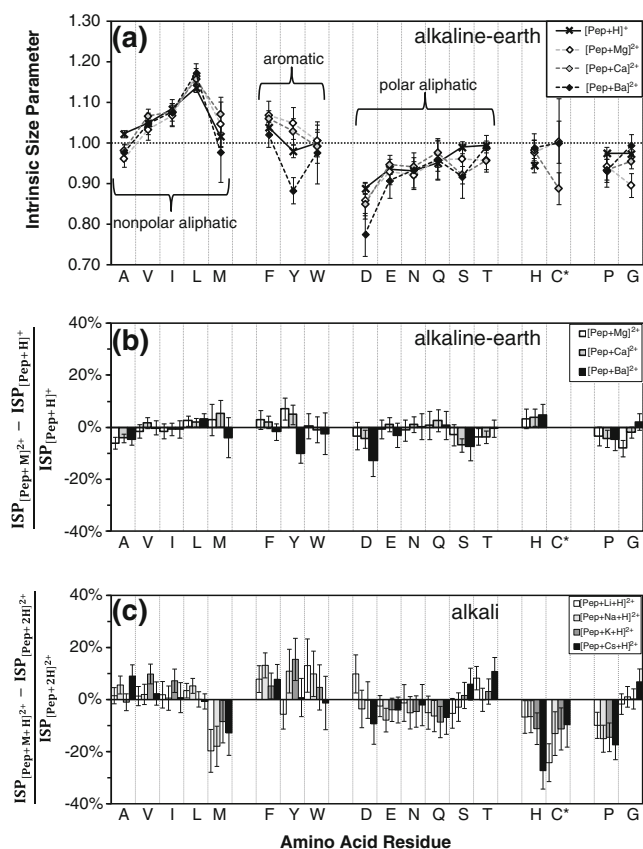 (a) alkaline-earth
[Pep+H]⁺
[Pep+Mg]²⁺
[Pep+Ca]²⁺
[Pep+Ba]²⁺
Intrinsic Size Parameter
1.30
1.20
1.10
1.00
0.90
0.80
0.70
nonpolar aliphatic
aromatic
polar aliphatic
A V I L M F Y W D E N Q S T H C* P G
(b) alkaline-earth
[Pep+Mg]²⁺
[Pep+Ca]²⁺
[Pep+Ba]²⁺
ISP[Pep+M]²⁺ − ISP[Pep+H]⁺
ISP[Pep+H]⁺
40%
20%
0%
-20%
-40%
A V I L M F Y W D E N Q S T H C* P G
(c) alkali
[Pep+Li+H]²⁺
[Pep+Na+H]²⁺
[Pep+K+H]²⁺
[Pep+Cs+H]²⁺
ISP[Pep+M+H]²⁺ − ISP[Pep+2H]²⁺
ISP[Pep+2H]²⁺
40%
20%
0%
-20%
-40%
A V I L M F Y W D E N Q S T H C* P G
Amino Acid Residue